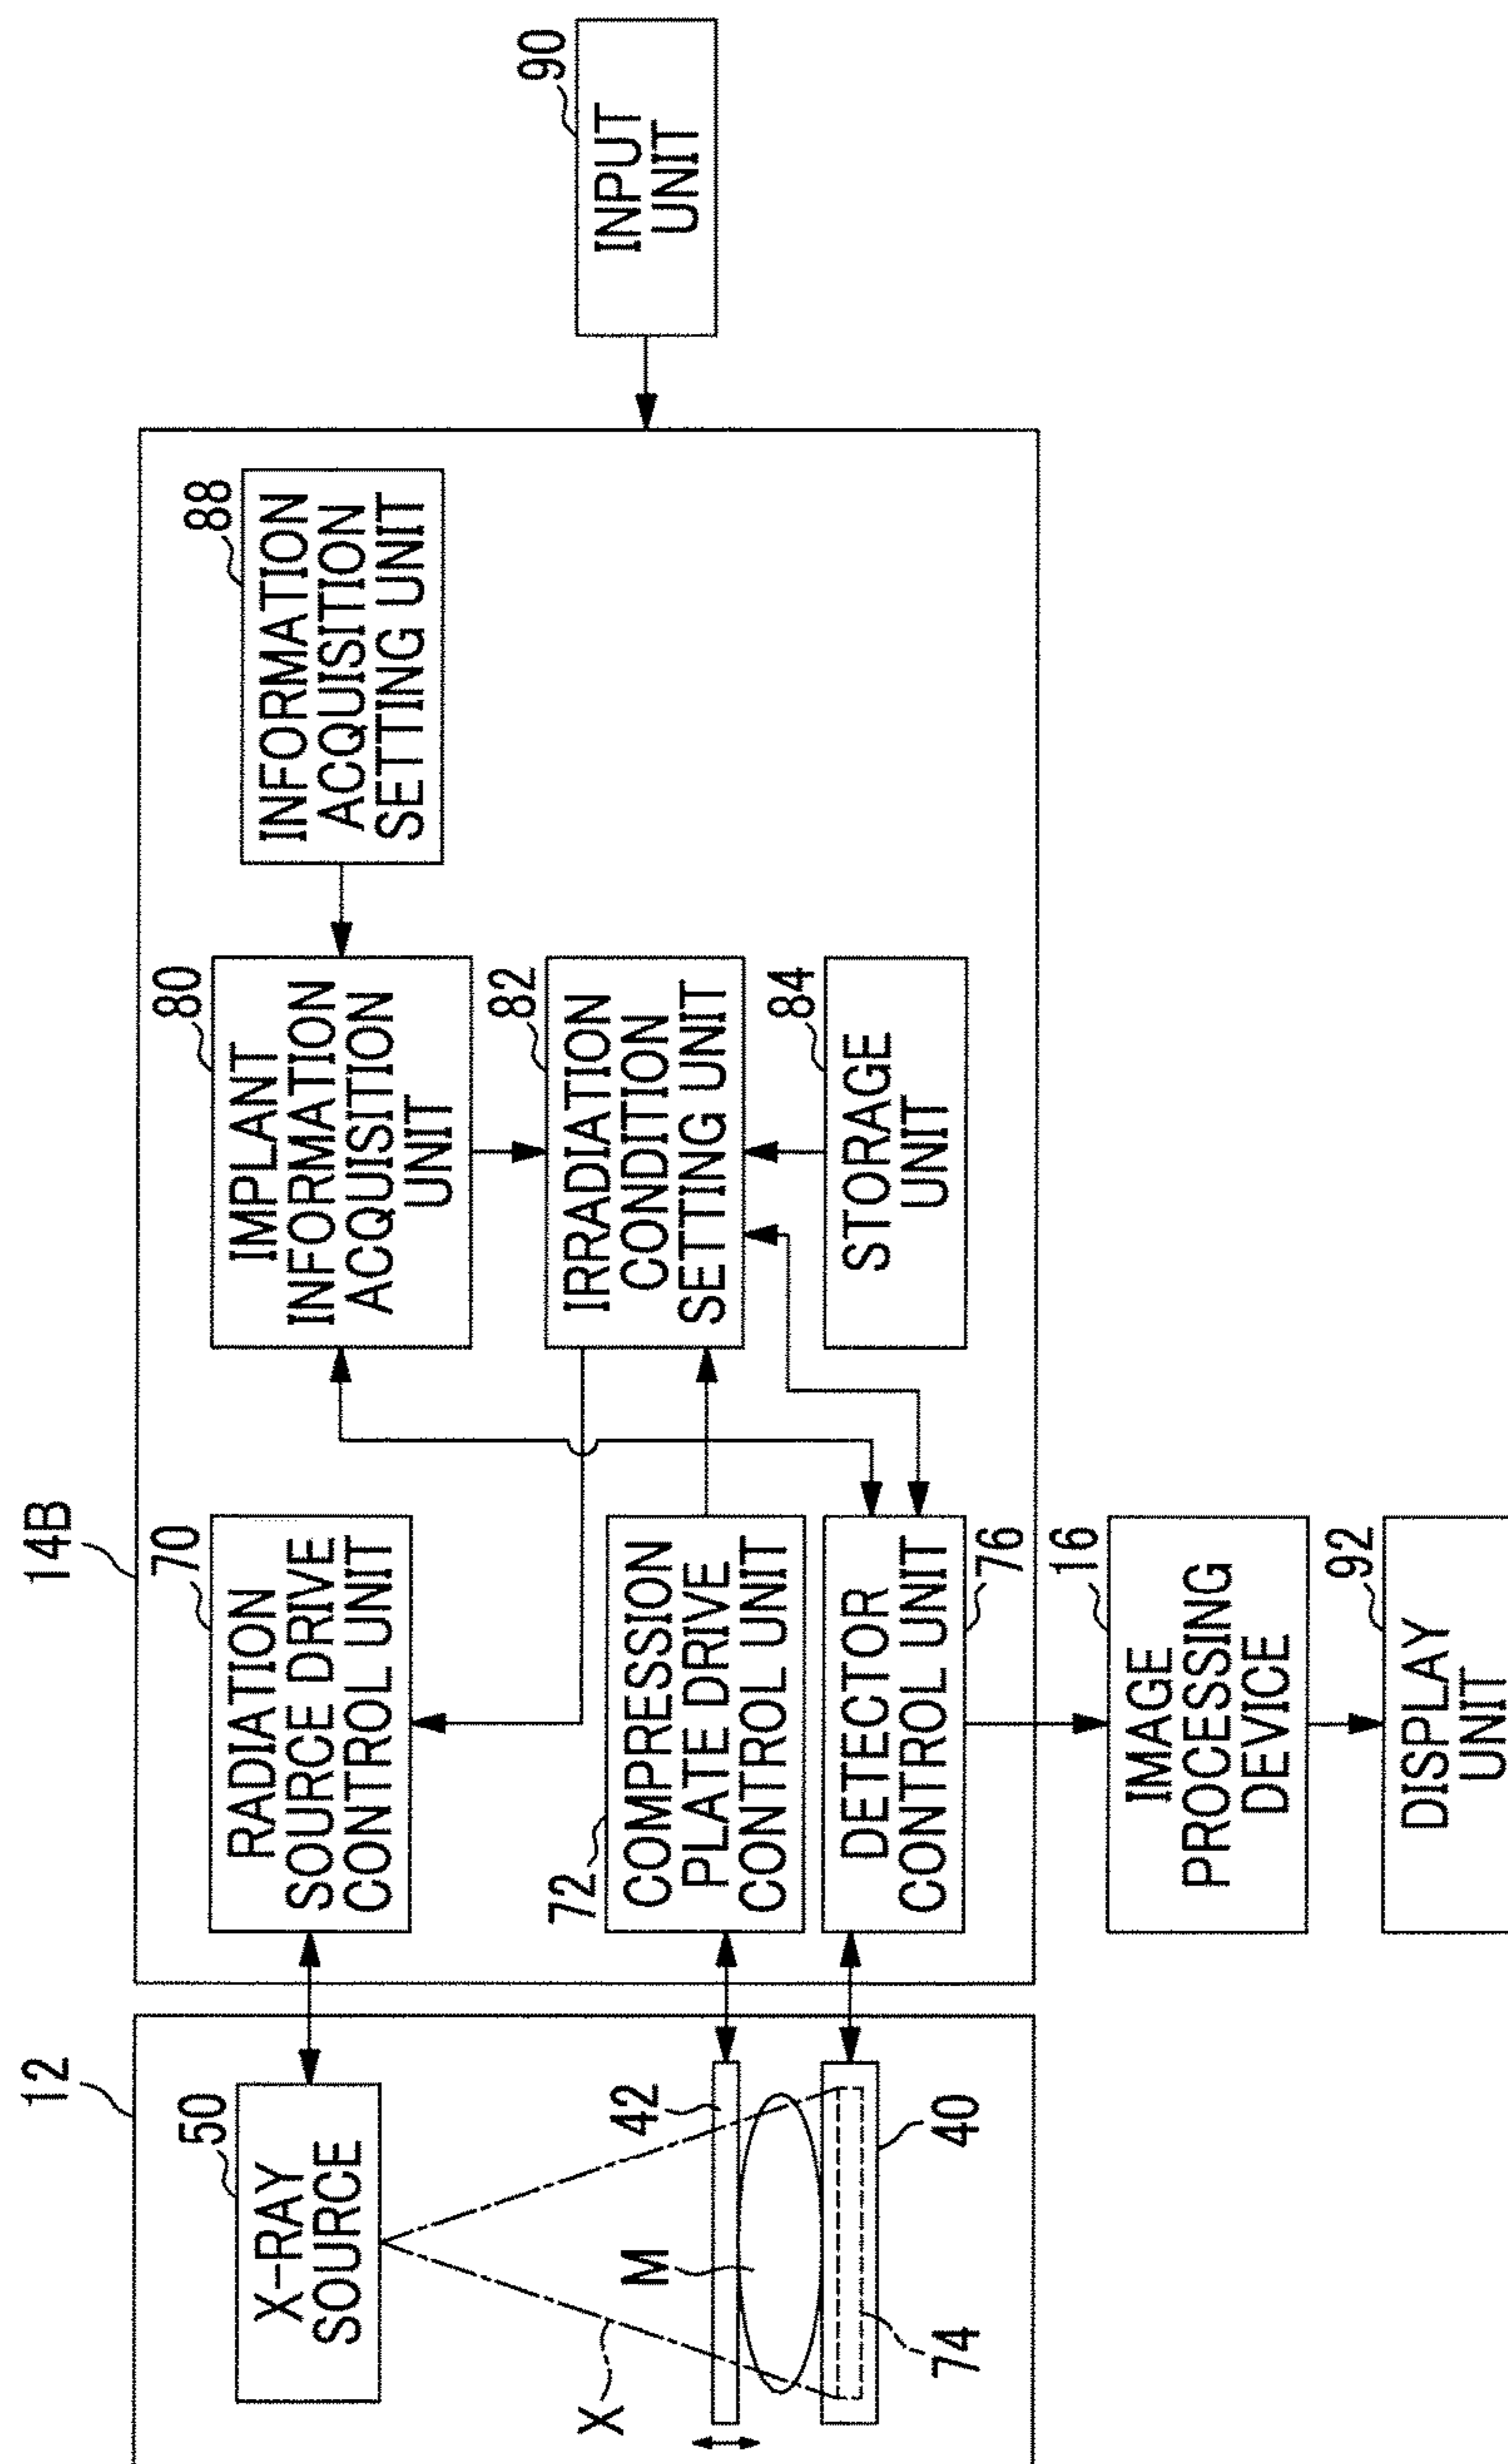 12
50
X-RAY
SOURCE
X
M
42
40
74
14B
70
RADIATION
SOURCE DRIVE
CONTROL UNIT
72
COMPRESSION
PLATE DRIVE
CONTROL UNIT
DETECTOR
CONTROL UNIT
76
80
IMPLANT
INFORMATION
ACQUISITION
UNIT
82
IRRADIATION
CONDITION
SETTING UNIT
84
STORAGE
UNIT
88
INFORMATION
ACQUISITION
SETTING UNIT
90
INPUT
UNIT
16
IMAGE
PROCESSING
DEVICE
92
DISPLAY
UNIT